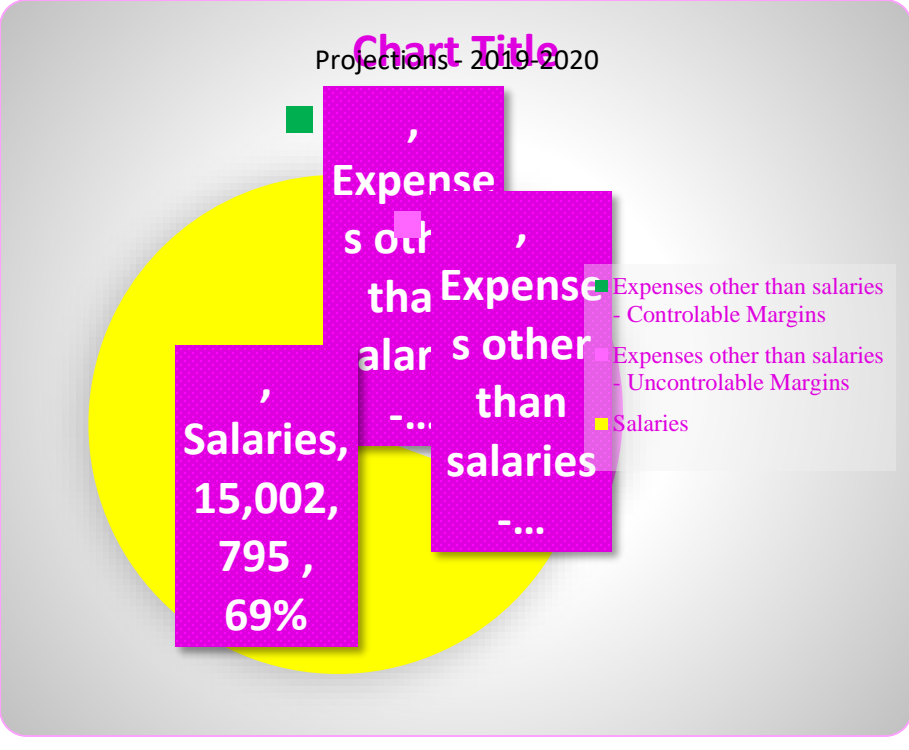 Chart Title
Projections - 2019-2020
,
Expense
s oth
tha
alar
-...
,
Expense
s other
than
salaries
-...
,
Salaries,
15,002,
795 ,
69%
Expenses other than salaries
- Controlable Margins
Expenses other than salaries
- Uncontrolable Margins
Salaries